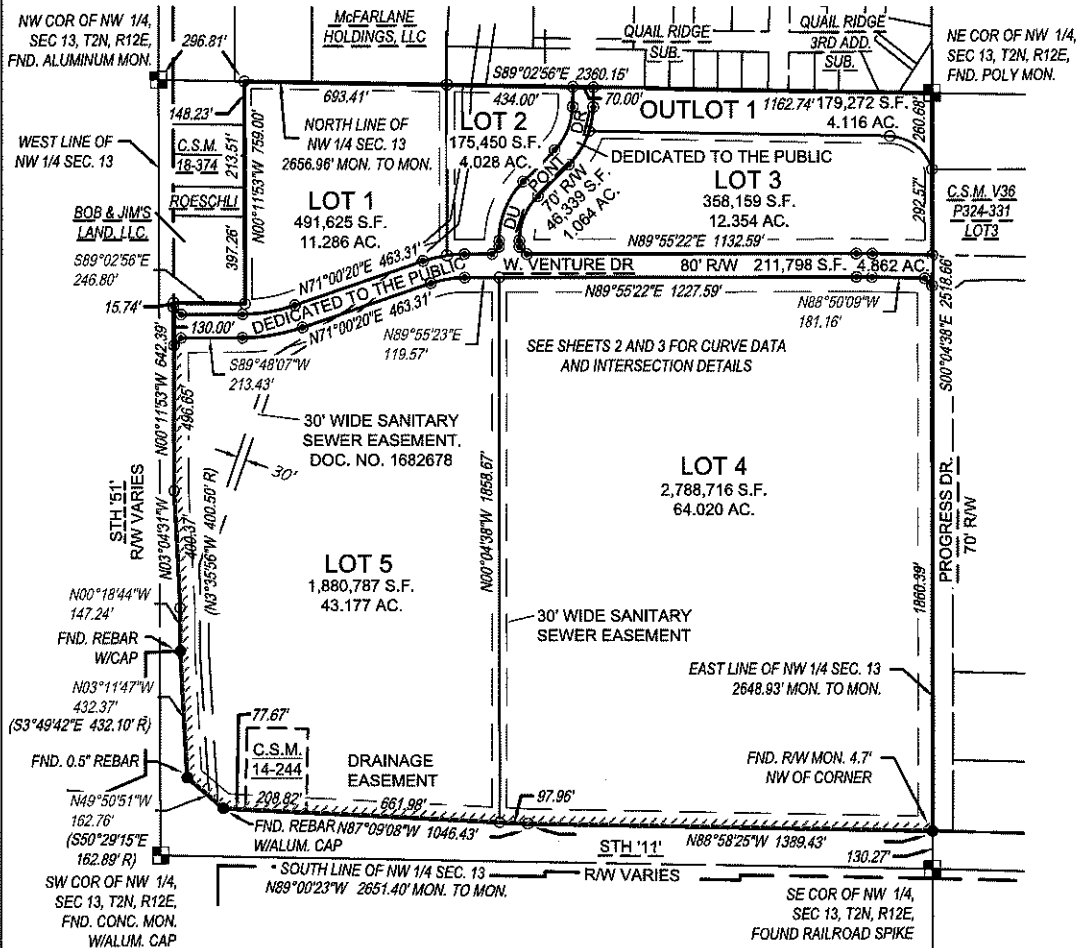 NW COR OF NW 1/4,
SEC 13, T2N, R12E,
FND. ALUMINUM MON.
296.81'
McFARLANE
HOLDINGS, LLC
QUAIL RIDGE
SUB.
QUAIL RIDGE
3RD ADD.
SUB.
NE COR OF NW 1/4,
SEC 13, T2N, R12E,
FND. POLY MON.
S89°02'56"E 2360.15'
693.41'
434.00'
70.00'
OUTLOT 1
1162.74'
179,272 S.F.
4.116 AC.
260.68'
148.23'
WEST LINE OF
NW 1/4 SEC. 13
C.S.M.
18-374
213.51'
N00°11'53"W 759.00'
NORTH LINE OF
NW 1/4 SEC. 13
2656.96' MON. TO MON.
LOT 2
175,450 S.F.
4.028 AC.
DU PONT DR
70' R/W
46,339 S.F.
1.064 AC.
DEDICATED TO THE PUBLIC
LOT 3
358,159 S.F.
12.354 AC.
292.57'
C.S.M. V36
P324-331
LOT3
ROESCHLI
LOT 1
491,625 S.F.
11.286 AC.
BOB & JIM'S
LAND, LLC.
397.26'
S89°02'56"E
246.80'
N89°55'22"E 1132.59'
W. VENTURE DR
80' R/W
211,798 S.F.
4.862 AC.
N71°00'20"E 463.31'
DEDICATED TO THE PUBLIC
N71°00'20"E 463.31'
N89°55'22"E 1227.59'
N88°50'09"W
181.16'
15.74'
130.00'
N89°55'23"E
119.57'
S89°48'07"W
213.43'
SEE SHEETS 2 AND 3 FOR CURVE DATA
AND INTERSECTION DETAILS
S00°04'38"E 2518.66'
N00°11'53"W 642.39'
496.65'
30' WIDE SANITARY
SEWER EASEMENT.
DOC. NO. 1682678
30'
STH '51'
R/W VARIES
N03°04'31"W
400.37'
(N3°35'56"W 400.50' R)
N00°04'38"W 1858.67'
LOT 4
2,788,716 S.F.
64.020 AC.
PROGRESS DR.
70' R/W
LOT 5
1,880,787 S.F.
43.177 AC.
1860.39'
N00°18'44"W
147.24'
FND. REBAR
W/CAP
30' WIDE SANITARY
SEWER EASEMENT
N03°11'47"W
432.37'
(S3°49'42"E 432.10' R)
EAST LINE OF NW 1/4 SEC. 13
2648.93' MON. TO MON.
77.67'
C.S.M.
14-244
DRAINAGE
EASEMENT
FND. 0.5" REBAR
FND. R/W MON. 4.7'
NW OF CORNER
N49°50'51"W
162.76'
(S50°29'15"E
162.89' R)
208.82'
661.98'
97.96'
FND. REBAR
W/ALUM. CAP
N87°09'08"W 1046.43'
N88°58'25"W 1389.43'
130.27'
STH '11'
R/W VARIES
SOUTH LINE OF NW 1/4 SEC. 13
N89°00'23"W 2651.40' MON. TO MON.
SW COR OF NW 1/4,
SEC 13, T2N, R12E,
FND. CONC. MON.
W/ALUM. CAP
SE COR OF NW 1/4,
SEC 13, T2N, R12E,
FOUND RAILROAD SPIKE